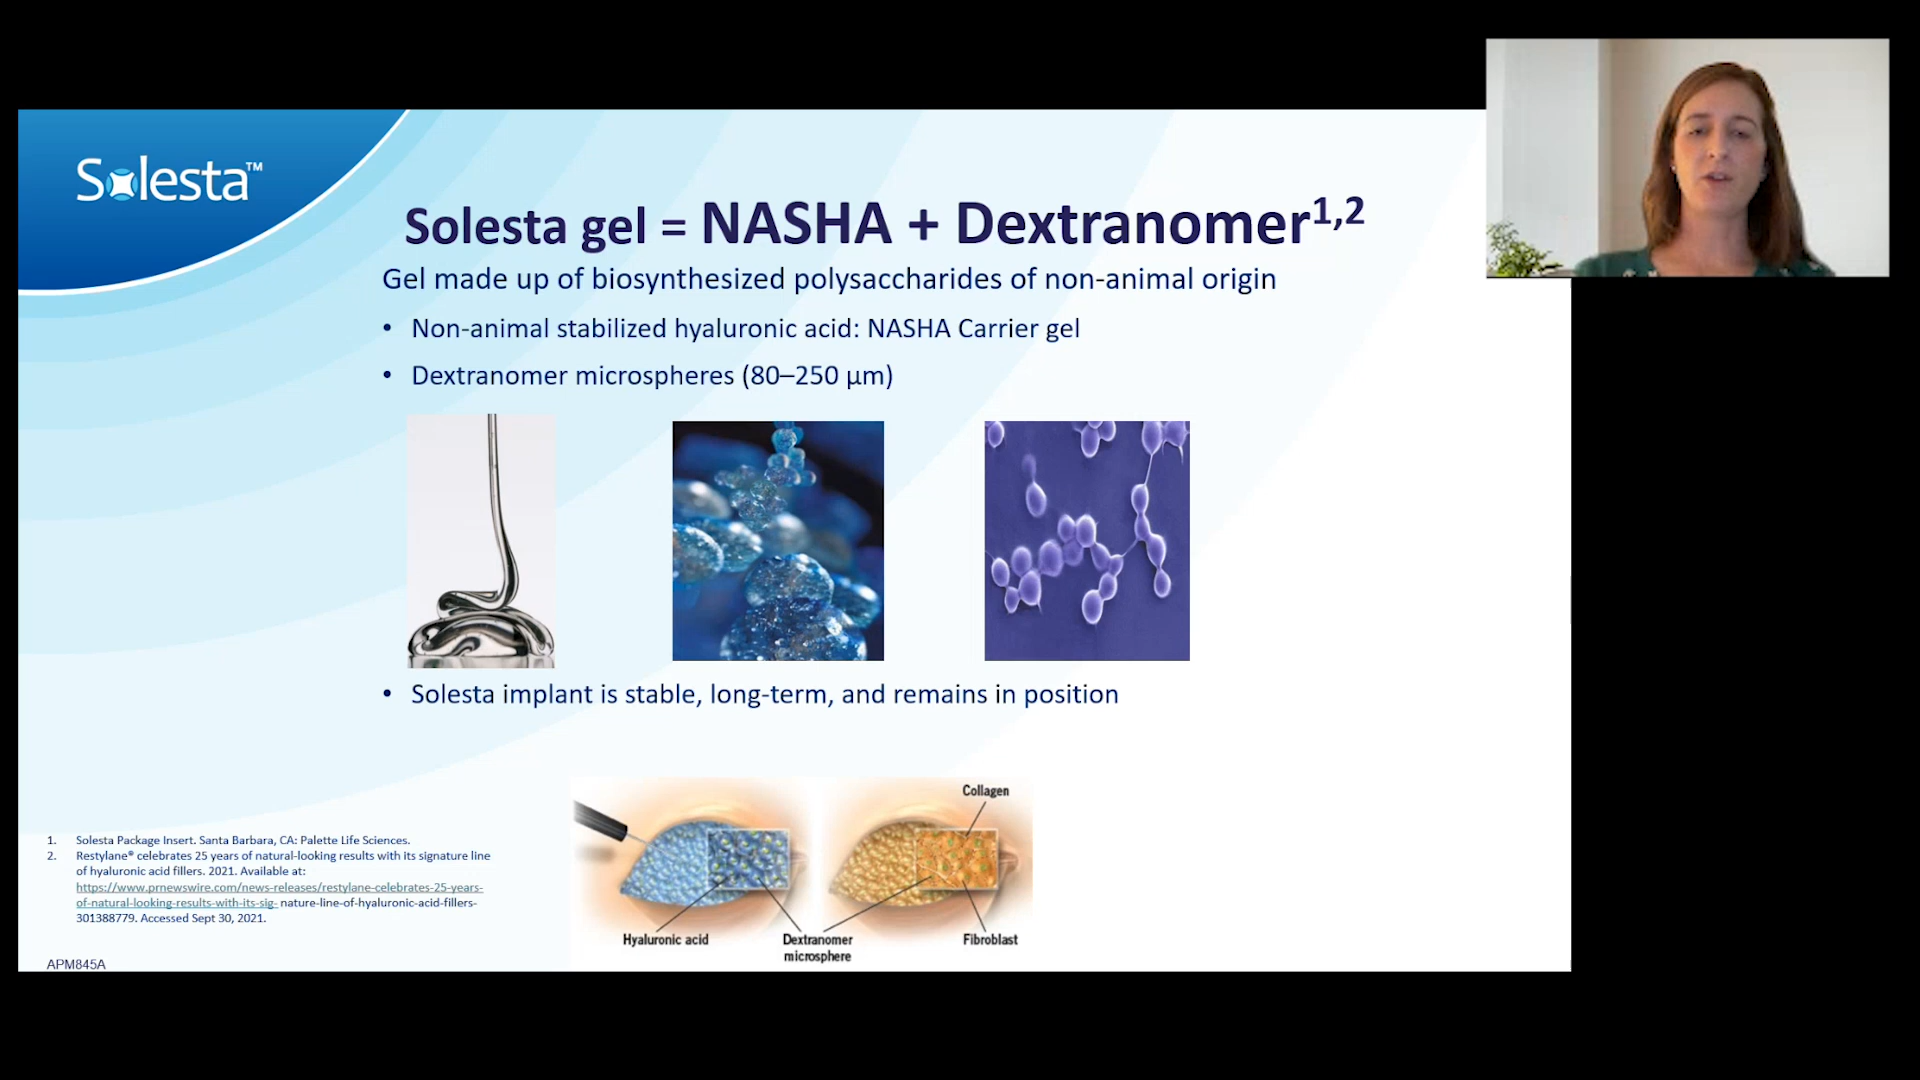 Solesta™
Solesta gel = NASHA + Dextranomer1,2
Gel made up of biosynthesized polysaccharides of non-animal origin
• Non-animal stabilized hyaluronic acid: NASHA Carrier gel
• Dextranomer microspheres (80–250 µm)
• Solesta implant is stable, long-term, and remains in position
Collagen
Hyaluronic acid
Dextranomer
microsphere
Fibroblast
1. Solesta Package Insert. Santa Barbara, CA: Palette Life Sciences.
2. Restylane® celebrates 25 years of natural-looking results with its signature line
of hyaluronic acid fillers. 2021. Available at:
https://www.prnewswire.com/news-releases/restylane-celebrates-25-years-
of-natural-looking-results-with-its-sig- nature-line-of-hyaluronic-acid-fillers-
301388779. Accessed Sept 30, 2021.
APM845A